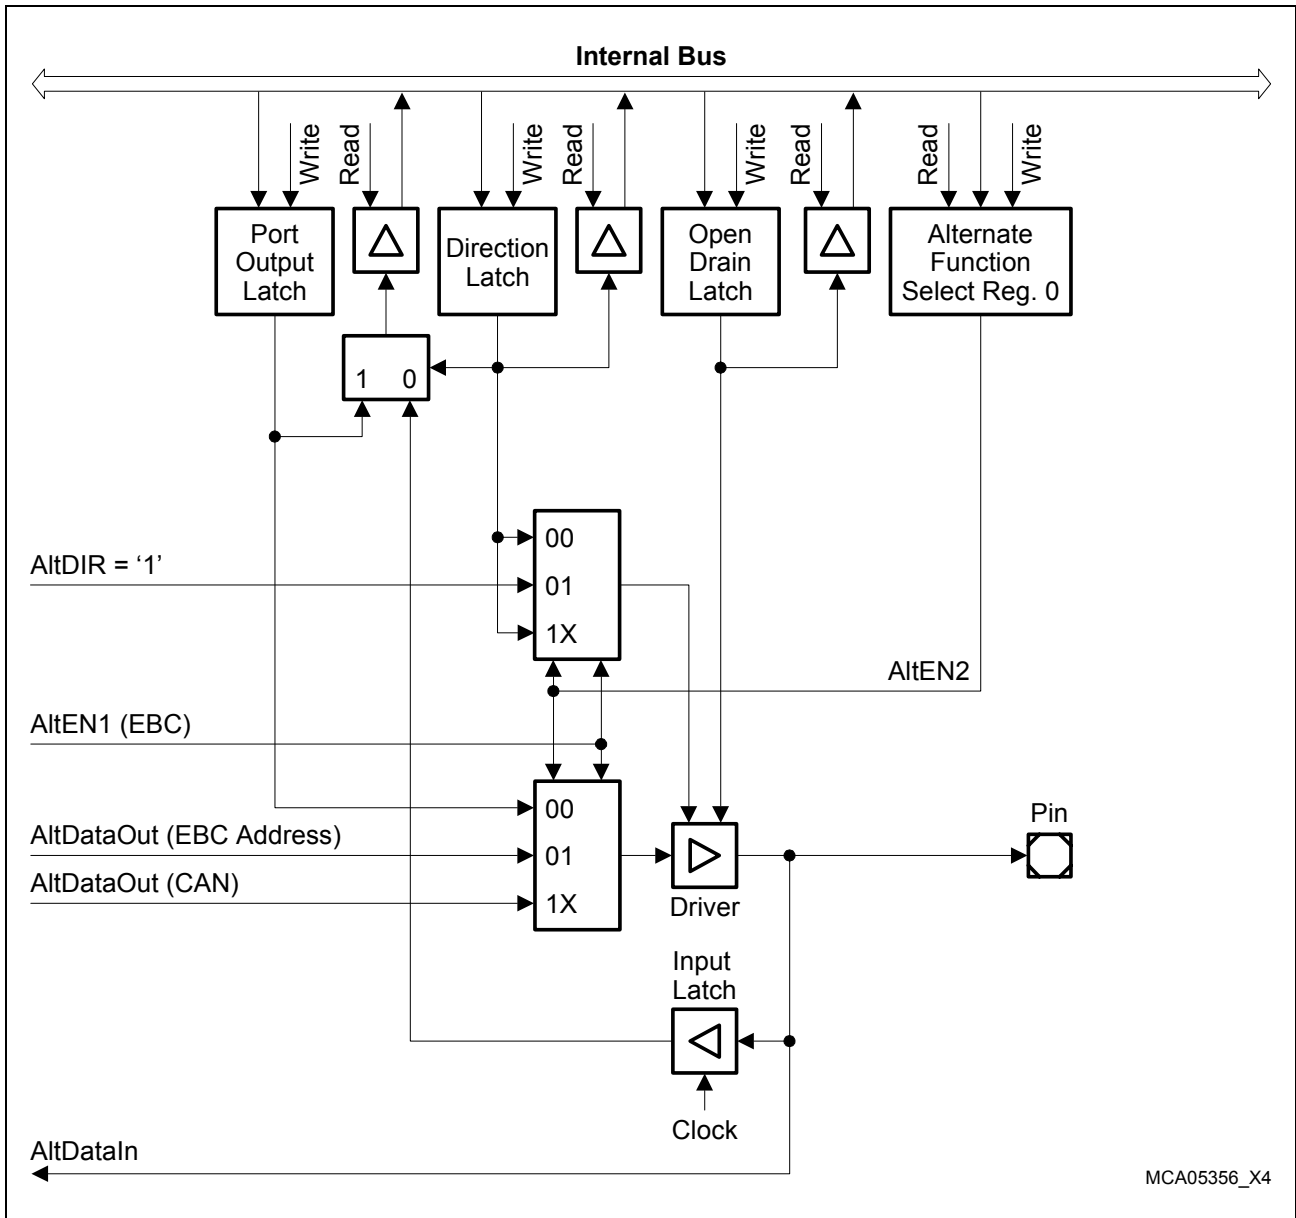 Internal Bus
Write
Read
Write
Read
Write
Read
Read
Write
Port
Output
Latch
Direction
Latch
Open
Drain
Latch
Alternate
Function
Select Reg. 0
1 0
00
AltDIR = ‘1’
01
1X
AltEN2
AltEN1 (EBC)
00
Pin
AltDataOut (EBC Address)
01
AltDataOut (CAN)
1X
Driver
Input
Latch
Clock
AltDataIn
MCA05356_X4